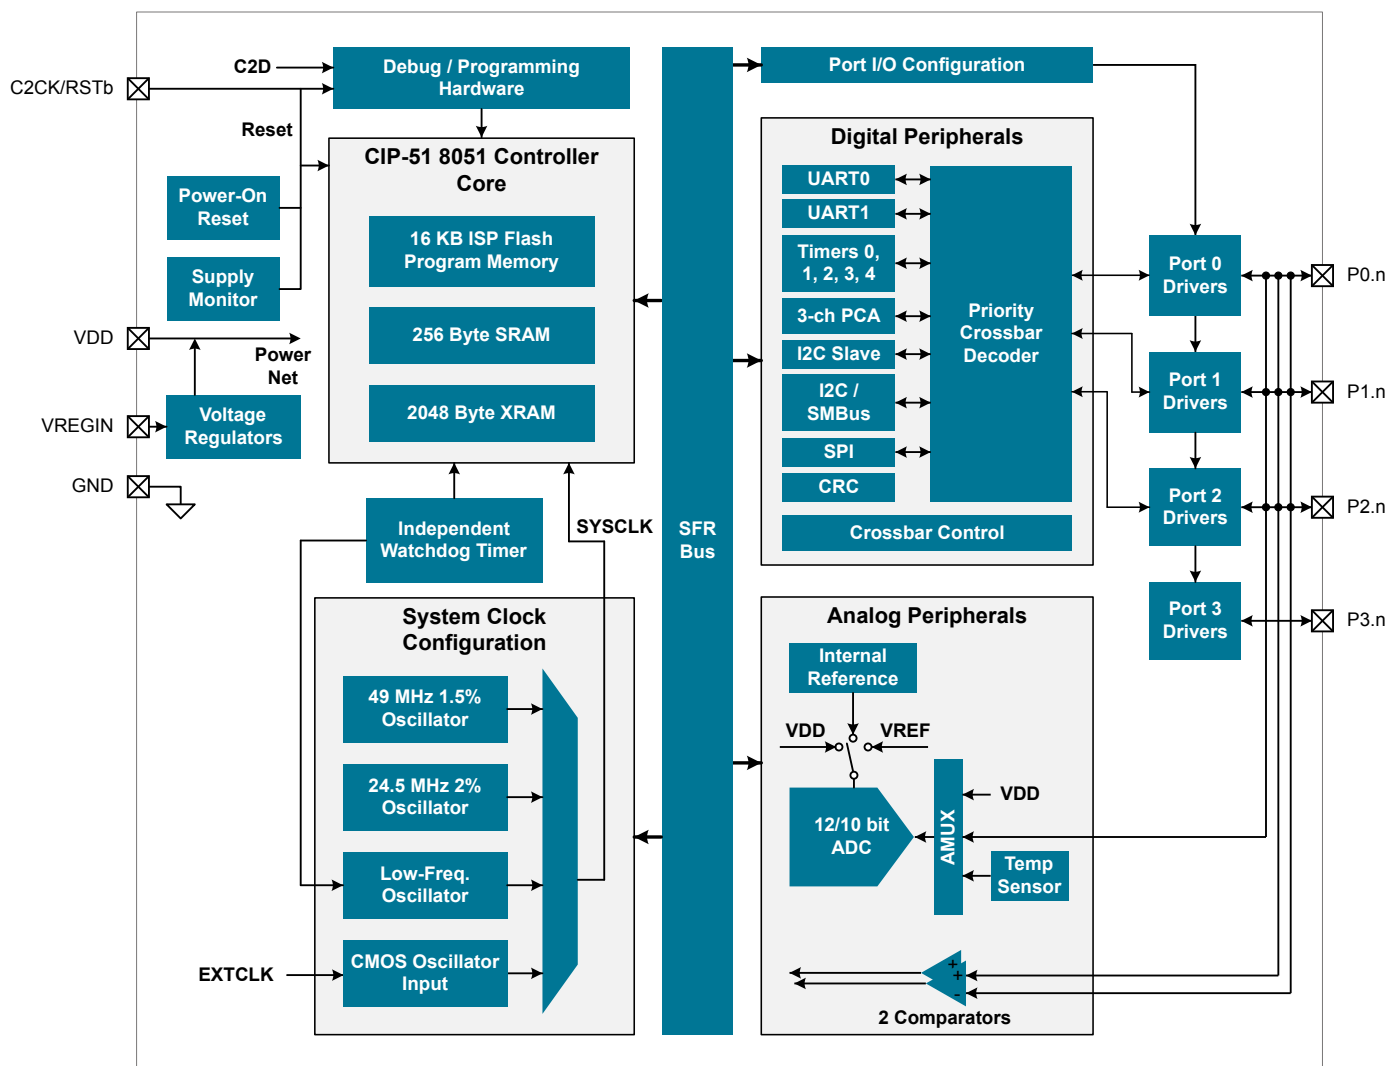 C2CK/RSTb
C2D
Debug / Programming
Hardware
Reset
CIP-51 8051 Controller
Core
Power-On
Reset
16 KB ISP Flash
Program Memory
Supply
Monitor
256 Byte SRAM
VDD
Power
Net
2048 Byte XRAM
VREGIN
Voltage
Regulators
GND
Independent
Watchdog Timer
SYSCLK
System Clock
Configuration
49 MHz 1.5%
Oscillator
24.5 MHz 2%
Oscillator
Low-Freq.
Oscillator
EXTCLK
CMOS Oscillator
Input
SFR
Bus
Port I/O Configuration
Digital Peripherals
UART0
UART1
Timers 0,
1, 2, 3, 4
3-ch PCA
I2C Slave
I2C /
SMBus
SPI
CRC
Priority
Crossbar
Decoder
Crossbar Control
Port 0
Drivers
P0.n
Port 1
Drivers
P1.n
Port 2
Drivers
P2.n
Port 3
Drivers
P3.n
Analog Peripherals
Internal
Reference
VDD
VREF
12/10 bit
ADC
AMUX
VDD
Temp
Sensor
+
+
-
2 Comparators